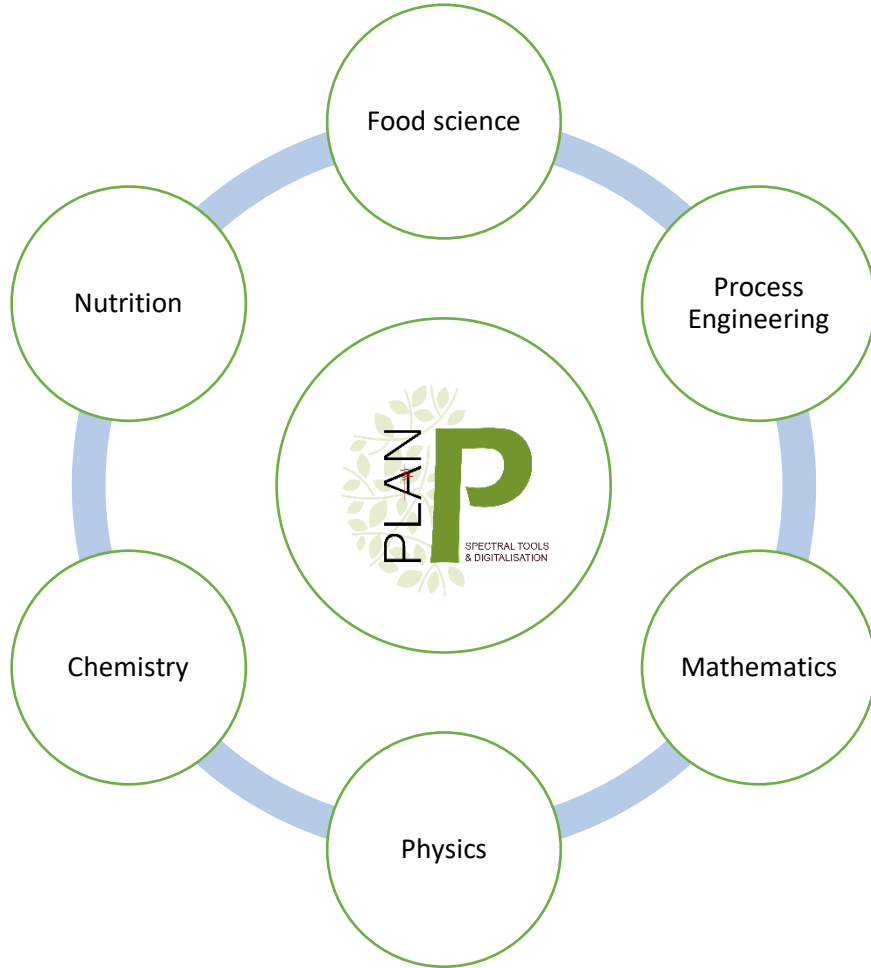 Food science
Process
Engineering
Nutrition
PLAN
P
SPECTRAL TOOLS
& DIGITALISATION
Chemistry
Mathematics
Physics